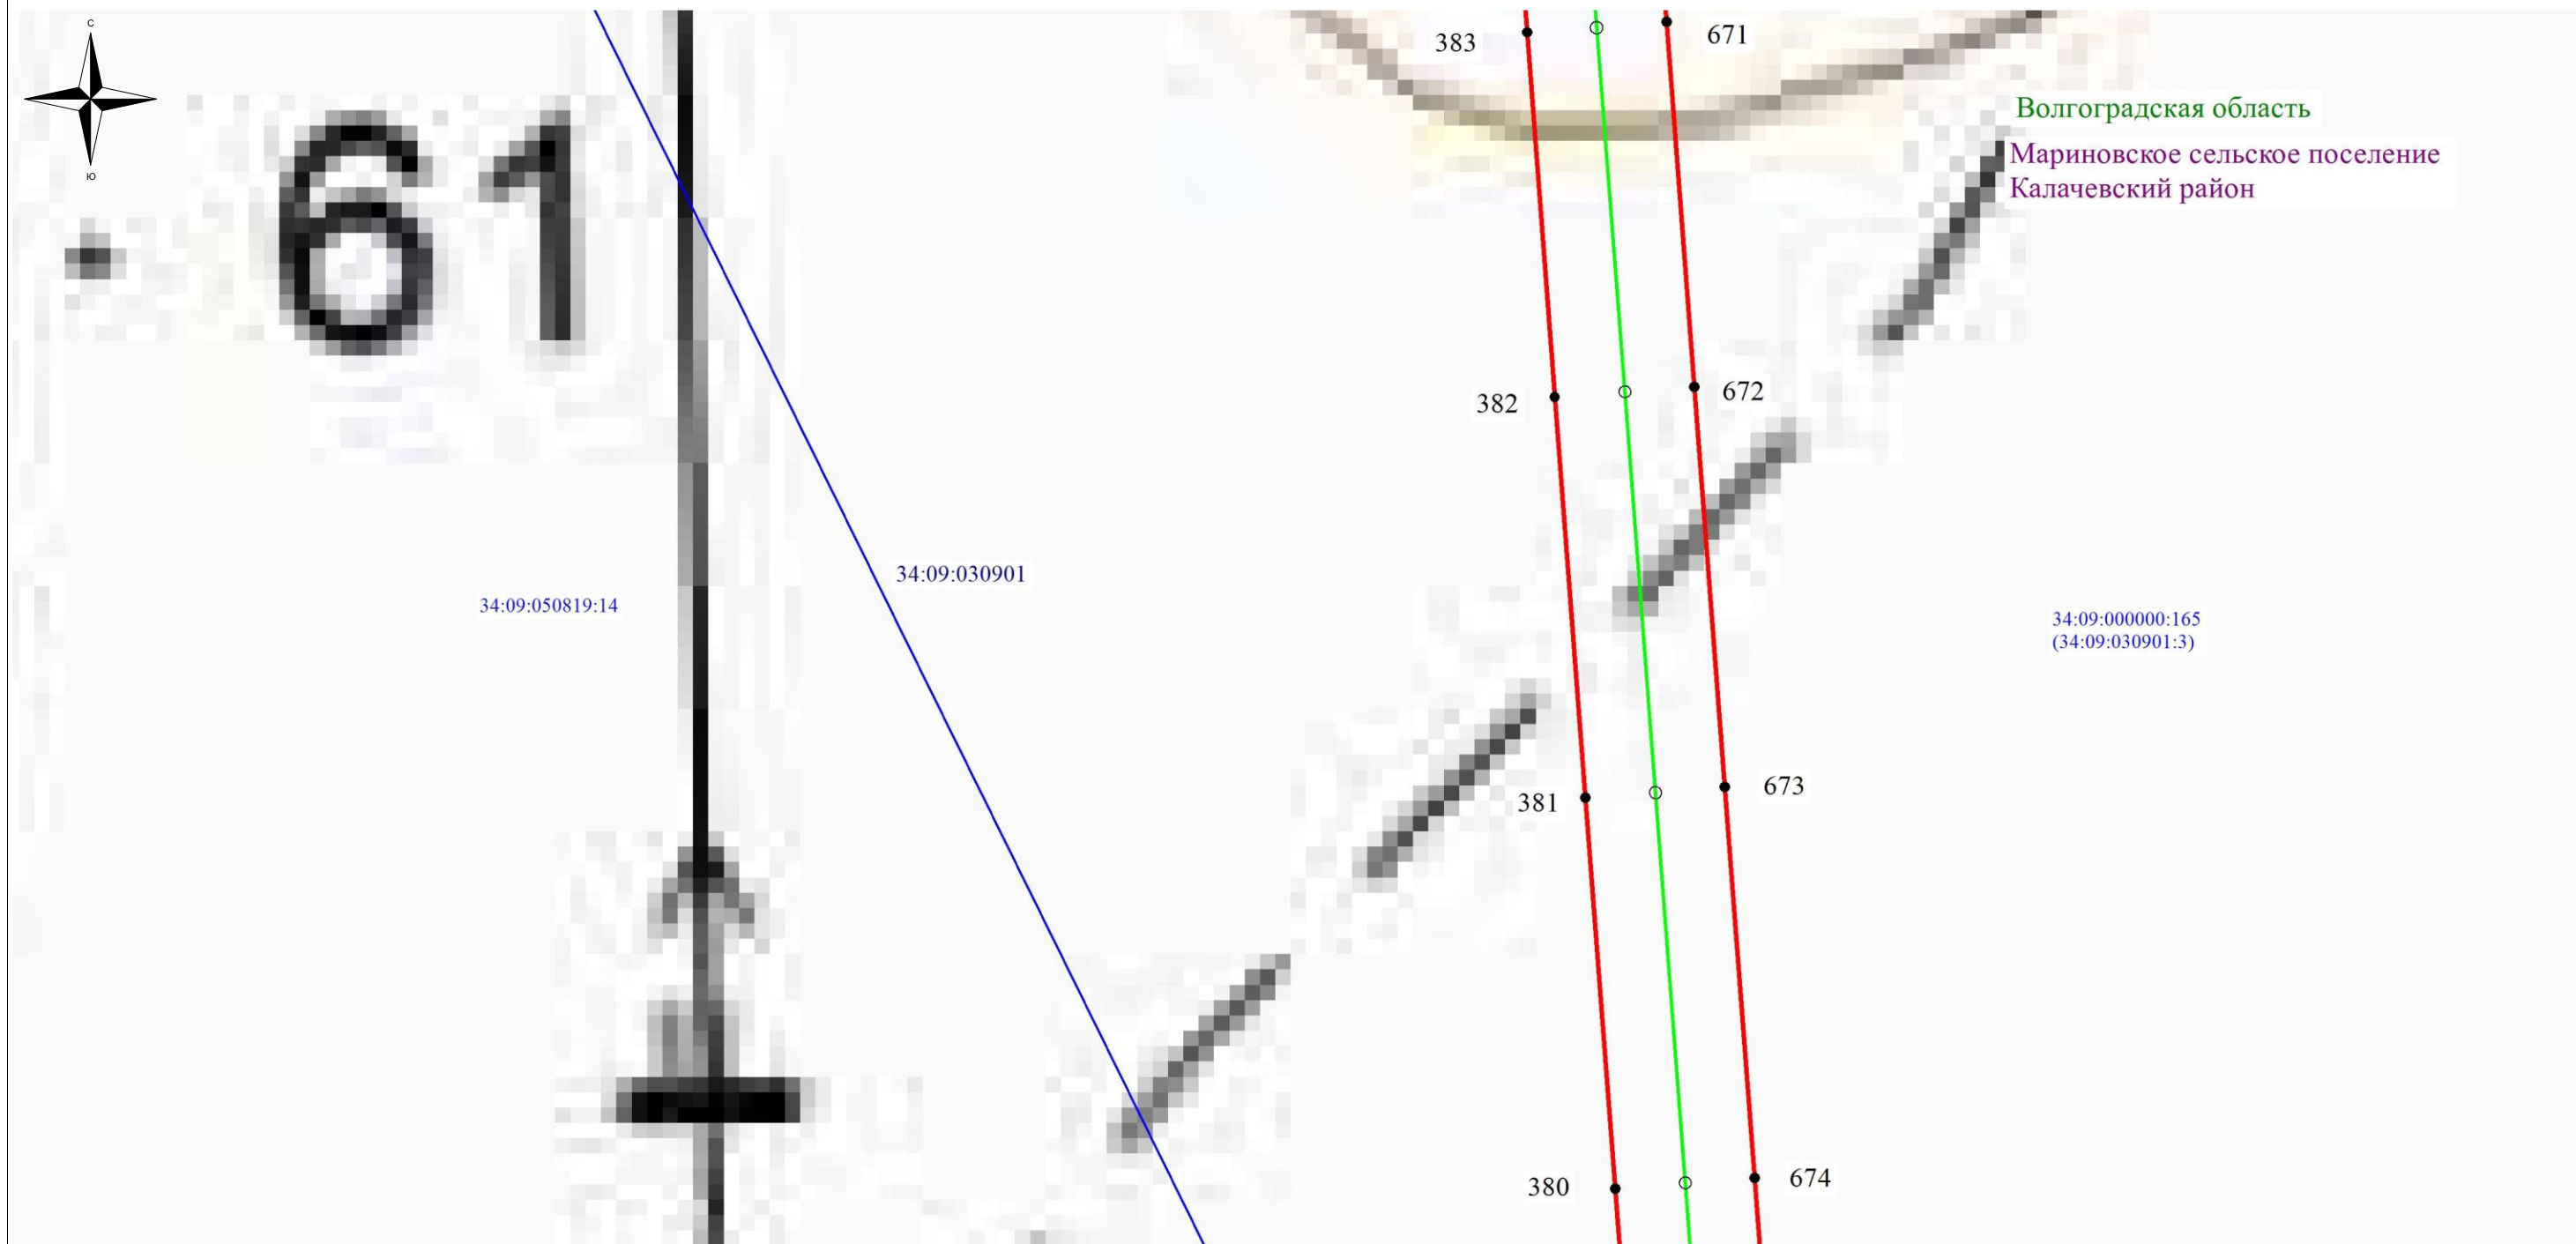 С
Ю
61
383
671
Волгоградская область
Мариновское сельское поселение
Калачевский район
382
672
34:09:030901
34:09:050819:14
34:09:000000:165
(34:09:030901:3)
381
673
380
674